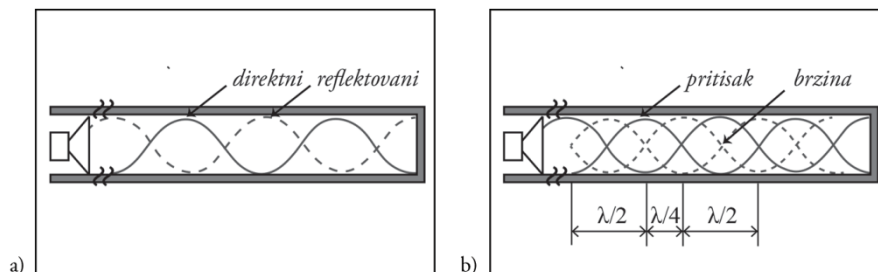 direktni reflektovani
a)
pritisak brzina
λ/2 λ/4 λ/2
b)